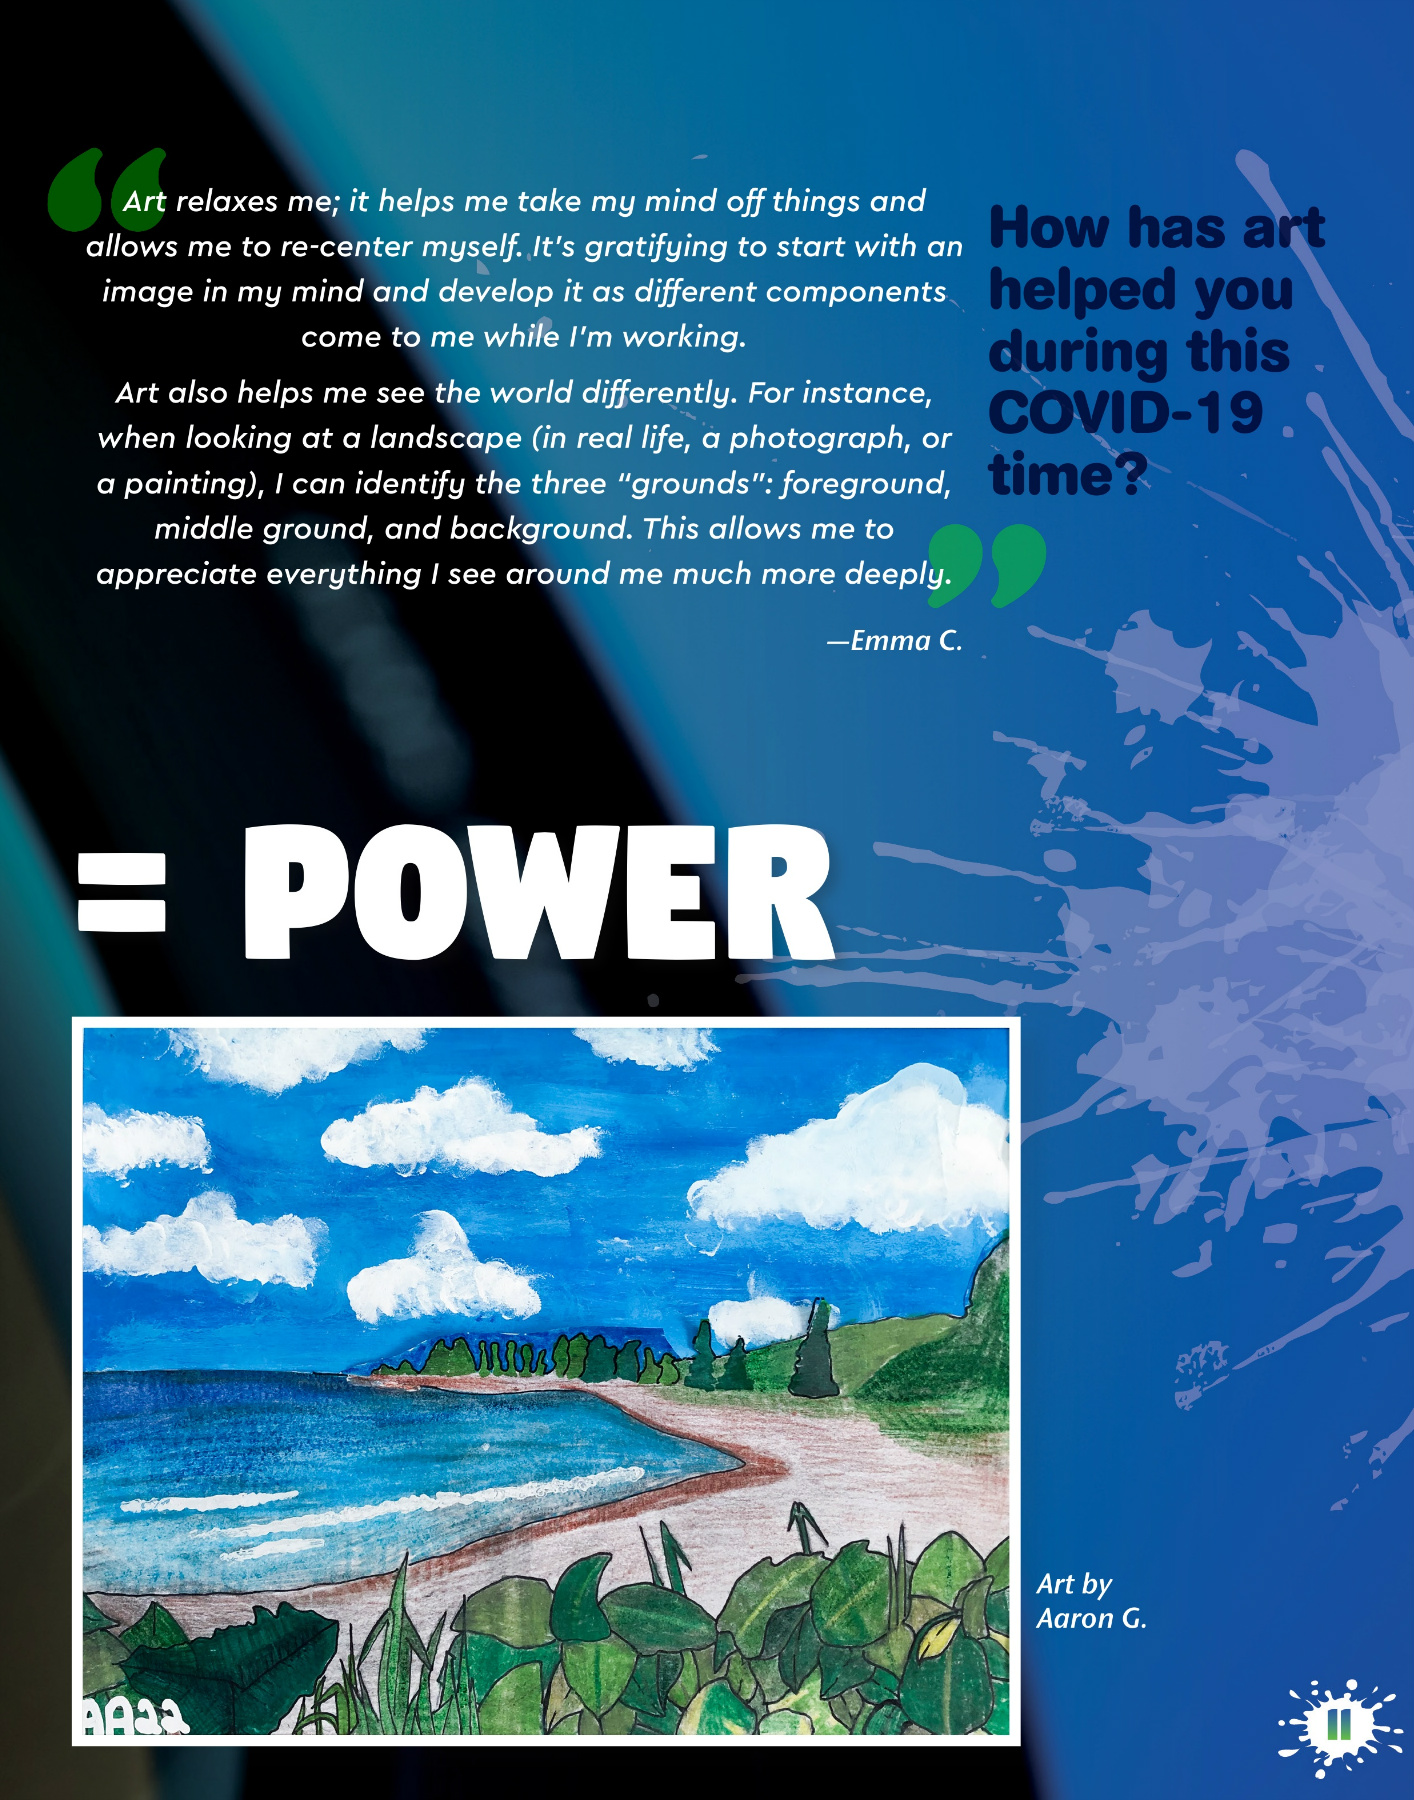 “Art relaxes me; it helps me take my mind off things and
allows me to re-center myself. It’s gratifying to start with an
image in my mind and develop it as different components
come to me while I’m working.
Art also helps me see the world differently. For instance,
when looking at a landscape (in real life, a photograph, or
a painting), I can identify the three “grounds”: foreground,
middle ground, and background. This allows me to
appreciate everything I see around me much more deeply.”
—Emma C.
How has art
helped you
during this
COVID-19
time?
= POWER
AAaa
Art by
Aaron G.
11